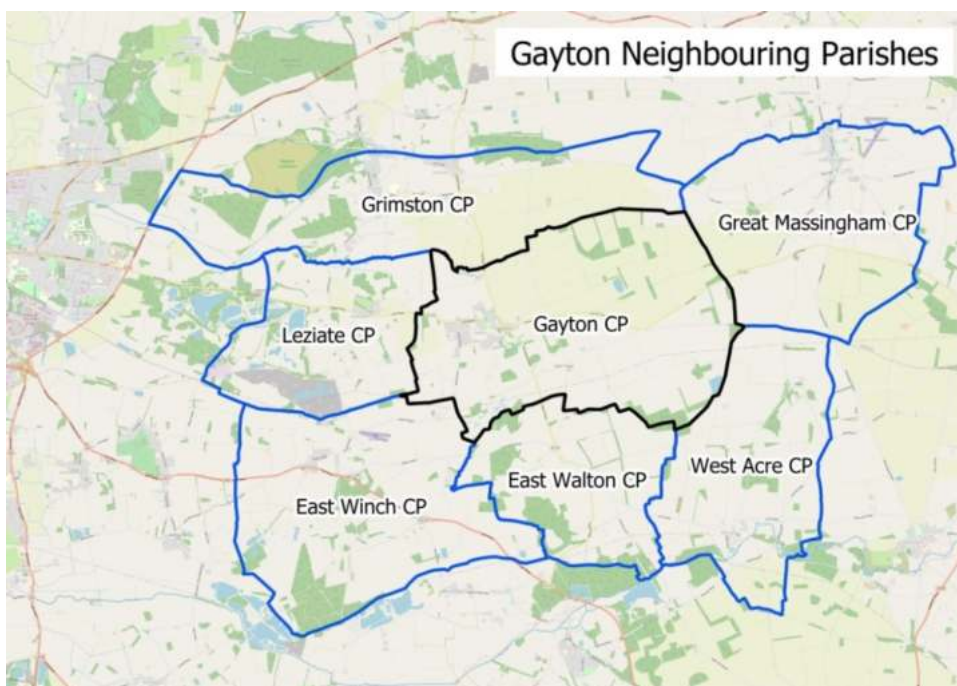 Gayton Neighbouring Parishes
Grimston CP
Great Massingham CP
Gayton CP
Leziate CP
West Acre CP
East Walton CP
East Winch CP